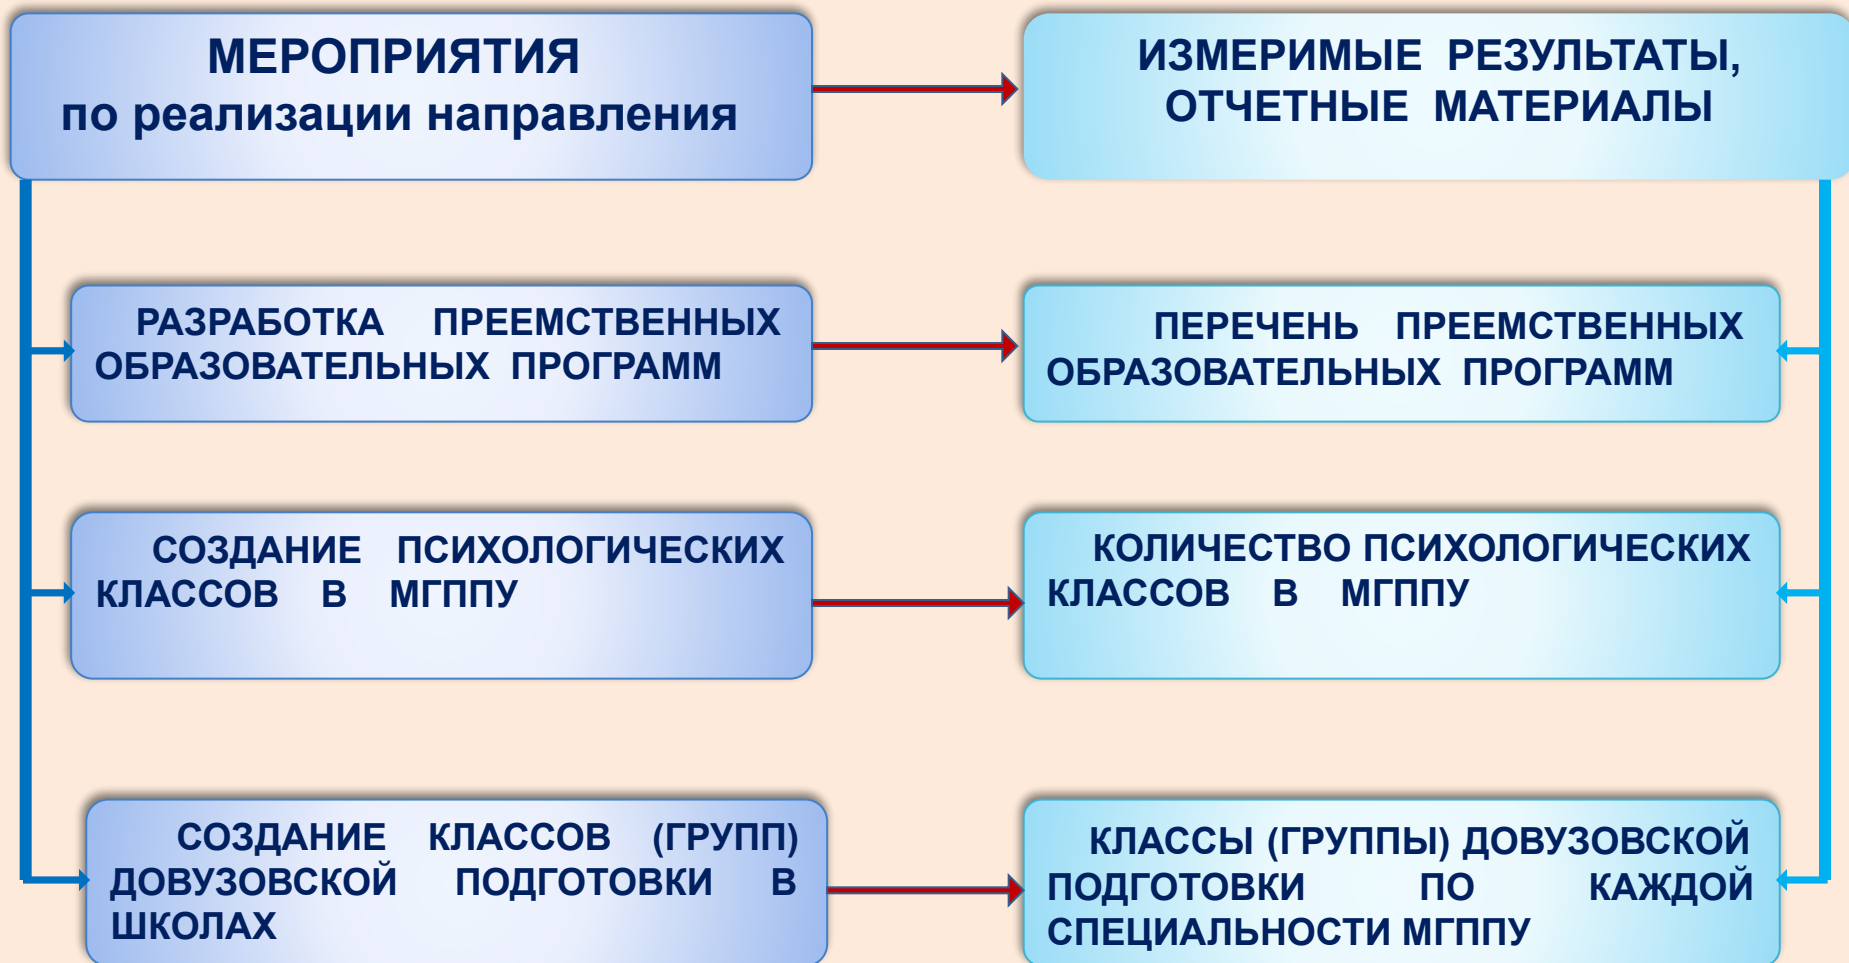 МЕРОПРИЯТИЯ
по реализации направления
ИЗМЕРИМЫЕ РЕЗУЛЬТАТЫ,
ОТЧЕТНЫЕ МАТЕРИАЛЫ
РАЗРАБОТКА ПРЕЕМСТВЕННЫХ
ОБРАЗОВАТЕЛЬНЫХ ПРОГРАММ
ПЕРЕЧЕНЬ ПРЕЕМСТВЕННЫХ
ОБРАЗОВАТЕЛЬНЫХ ПРОГРАММ
СОЗДАНИЕ ПСИХОЛОГИЧЕСКИХ
КЛАССОВ В МГППУ
КОЛИЧЕСТВО ПСИХОЛОГИЧЕСКИХ
КЛАССОВ В МГППУ
СОЗДАНИЕ КЛАССОВ (ГРУПП)
ДОВУЗОВСКОЙ ПОДГОТОВКИ В
ШКОЛАХ
КЛАССЫ (ГРУППЫ) ДОВУЗОВСКОЙ
ПОДГОТОВКИ ПО КАЖДОЙ
СПЕЦИАЛЬНОСТИ МГППУ